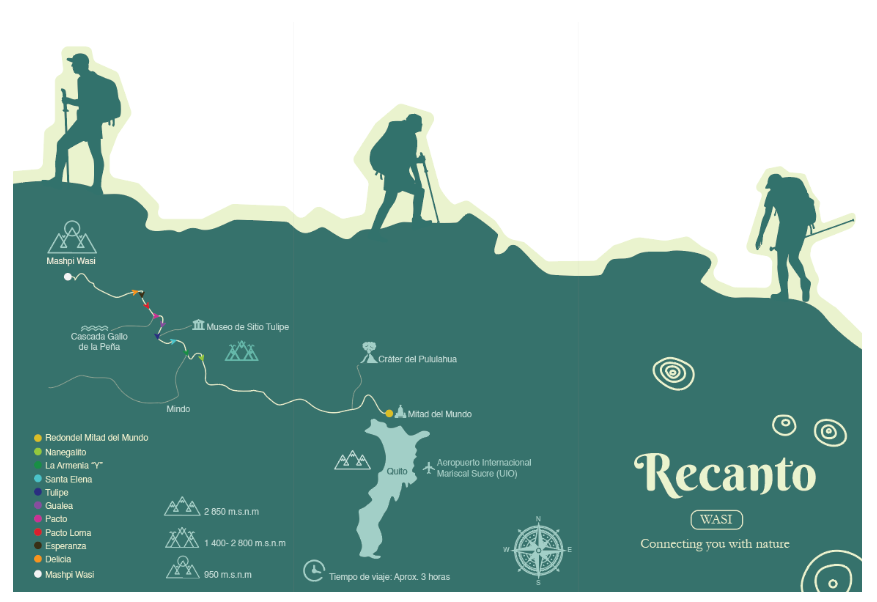 Mashpi Wasi
Museo de Sitio Tulipe
Cascada Gallo
de la Peña
Cráter del Pululahua
Mindo
Mitad del Mundo
Redondel Mitad del Mundo
Nanegalito
La Armenia "Y"
Santa Elena
Tulipe
Gualea
Pacto
Pacto Loma
Esperanza
Delicia
Mashpi Wasi
2 850 m.s.n.m
1 400- 2 800 m.s.n.m
950 m.s.n.m
Quito
Aeropuerto Internacional
Mariscal Sucre (UIO)
Tiempo de viaje: Aprox. 3 horas
N
W
E
S
Recanto
WASI
Connecting you with nature